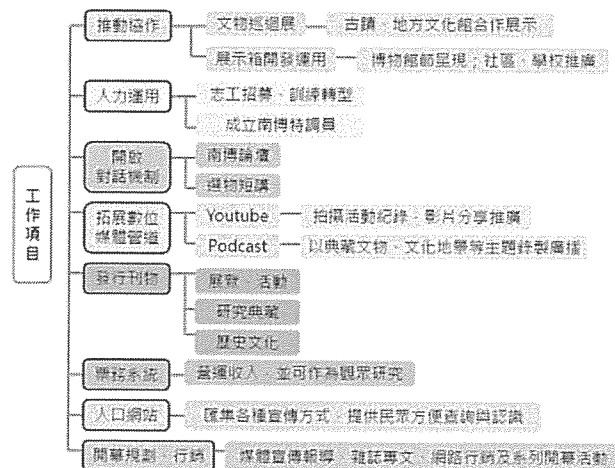 工作項目
推動協作
文物巡迴展
古蹟、地方文化館合作展示
展示箱開發運用
博物館節呈現；社區、學校推廣
人力運用
志工招募、訓練轉型
成立南博特調員
開啟
對話機制
南博論壇
選物短講
拓展數位
媒體管道
Youtube
拍攝活動紀錄、影片分享推廣
Podcast
以典藏文物、文化地景等主題錄製廣播
發行刊物
展覽、活動
研究典藏
歷史文化
票務系統
營運收入，並可作為觀眾研究
入口網站
匯集各種宣傳方式，提供民眾方便查詢與認識
開幕規劃、行銷
媒體宣傳報導、雜誌專文、網路行銷及系列開幕活動